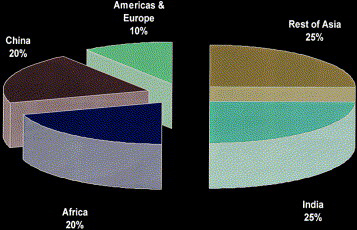 Americas &
Europe
10%
China
20%
Rest of Asia
25%
Africa
20%
India
25%